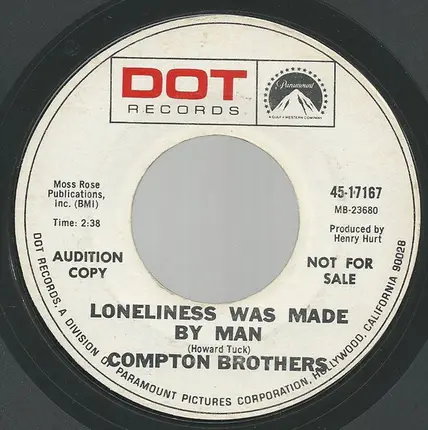 DOT
RECORDS
Paramount
A GULF+WESTERN COMPANY
Moss Rose
Publications,
inc. (BMI)
Time: 2:38
AUDITION
COPY
45-17167
MB-23680
Produced by
Henry Hurt
NOT FOR
SALE
LONELINESS WAS MADE
BY MAN
(Howard Tuck)
COMPTON BROTHERS
DOT RECORDS, A DIVISION OF PARAMOUNT PICTURES CORPORATION, HOLLYWOOD, CALIFORNIA 90028